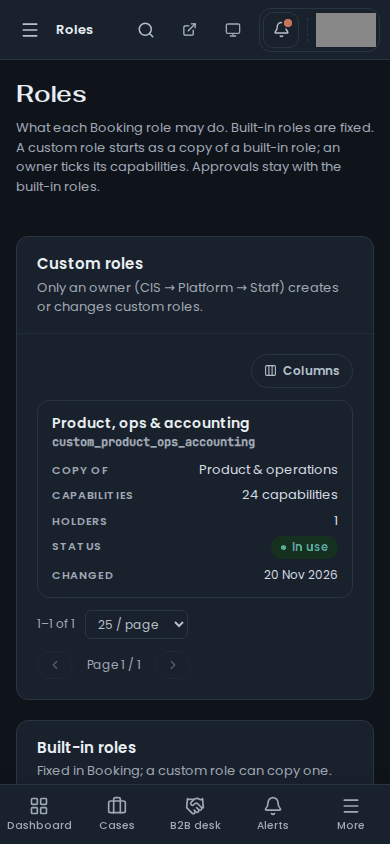 Roles
Roles
What each Booking role may do. Built-in roles are fixed.
A custom role starts as a copy of a built-in role; an
owner ticks its capabilities. Approvals stay with the
built-in roles.
Custom roles
Only an owner (CIS → Platform → Staff) creates
or changes custom roles.
Columns
Product, ops & accounting
custom_product_ops_accounting
COPY OF Product & operations
CAPABILITIES 24 capabilities
HOLDERS 1
STATUS In use
CHANGED 20 Nov 2026
1–1 of 1 25 / page
Page 1 / 1
Built-in roles
Fixed in Booking; a custom role can copy one.
Dashboard Cases B2B desk Alerts More